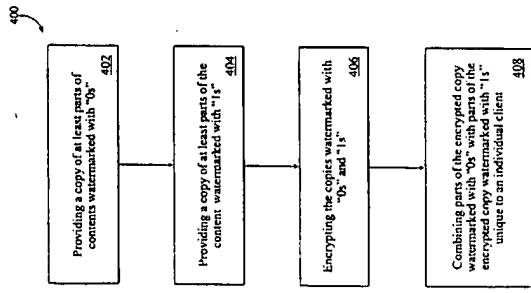 400
Providing a copy of at least parts of
contents watermarked with "0s"
402
Providing a copy of at least parts of the
content watermarked with "1s"
404
Encrypting the copies watermarked with
"0s" and "1s"
406
Combining parts of the encrypted copy
watermarked with "0s" with parts of the
encrypted copy watermarked with "1s"
unique to an individual client
408